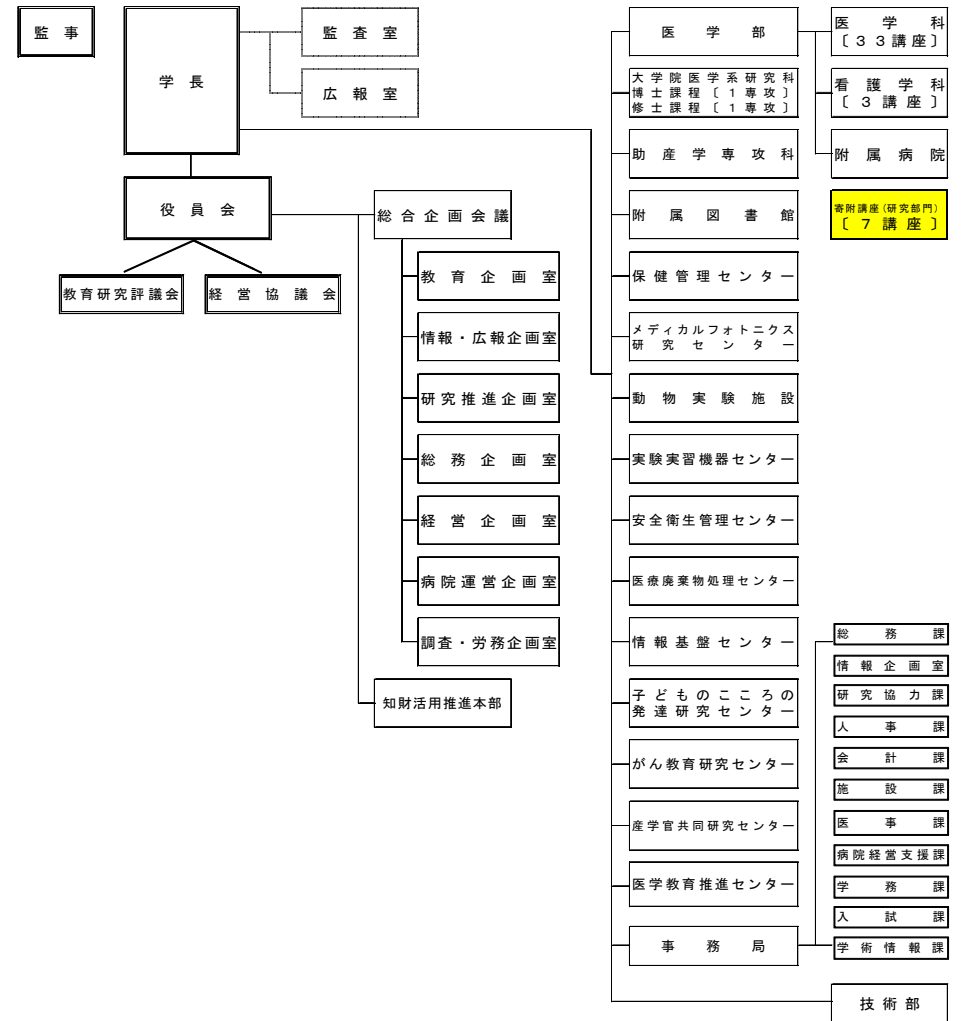 監事
学長
監査室
広報室
役員会
教育研究評議会
経営協議会
総合企画会議
教育企画室
情報・広報企画室
研究推進企画室
総務企画室
経営企画室
病院運営企画室
調査・労務企画室
知財活用推進本部
医学部
大学院医学系研究科
博士課程〔1専攻〕
修士課程〔1専攻〕
助産学専攻科
附属図書館
保健管理センター
メディカルフォトニクス
研究センター
動物実験施設
実験実習機器センター
安全衛生管理センター
医療廃棄物処理センター
情報基盤センター
子どものこころの
発達研究センター
がん教育研究センター
産学官共同研究センター
医学教育推進センター
事務局
医学科
〔33講座〕
看護学科
〔3講座〕
附属病院
寄附講座(研究部門)
〔7講座〕
総務課
情報企画室
研究協力課
人事課
会計課
施設課
医事課
病院経営支援課
学務課
入試課
学術情報課
技術部